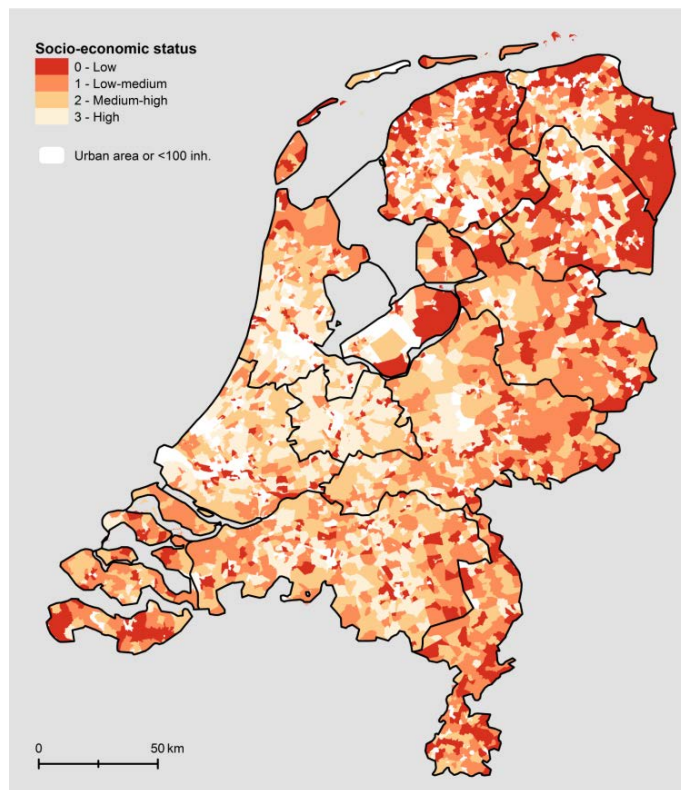 Socio-economic status
0 - Low
1 - Low-medium
2 - Medium-high
3 - High
Urban area or <100 inh.
0
50 km